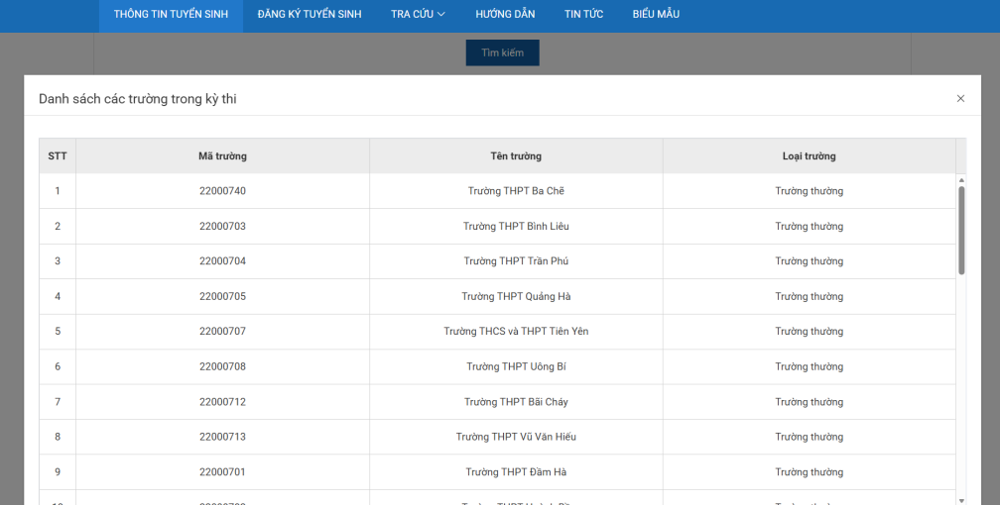 THÔNG TIN TUYỂN SINH ĐĂNG KÝ TUYỂN SINH TRA CỨU HƯỚNG DẪN TIN TỨC BIỂU MẪU
Tìm kiếm
Danh sách các trường trong kỳ thi
STT Mã trường Tên trường Loại trường
1 22000740 Trường THPT Ba Chẽ Trường thường
2 22000703 Trường THPT Bình Liêu Trường thường
3 22000704 Trường THPT Trần Phú Trường thường
4 22000705 Trường THPT Quảng Hà Trường thường
5 22000707 Trường THCS và THPT Tiên Yên Trường thường
6 22000708 Trường THPT Uông Bí Trường thường
7 22000712 Trường THPT Bãi Cháy Trường thường
8 22000713 Trường THPT Vũ Văn Hiếu Trường thường
9 22000701 Trường THPT Đầm Hà Trường thường